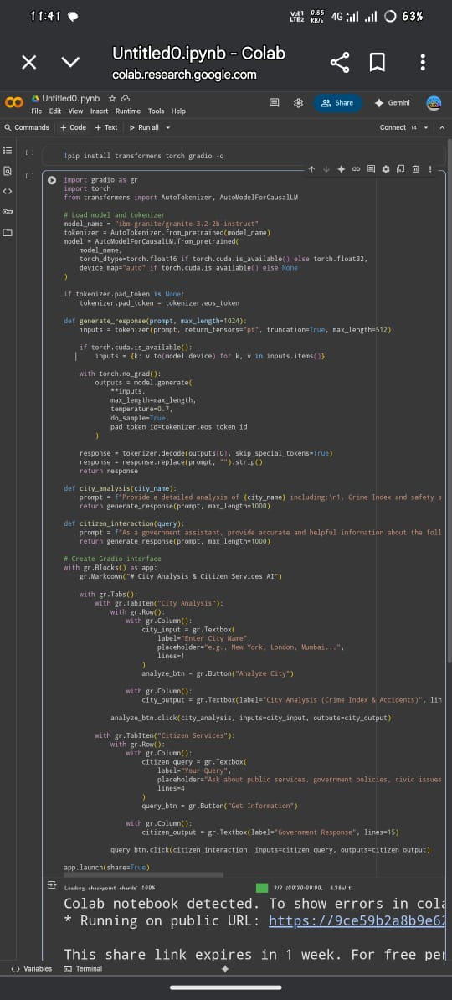 11:41
Vo))1 LTE2 0.85 KB/s 4G 63%
Untitled0.ipynb - Colab
colab.research.google.com
CO Untitled0.ipynb
File Edit View Insert Runtime Tools Help
Share Gemini
Commands + Code + Text Run all Connect T4
[ ] !pip install transformers torch gradio -q
[ ] import gradio as gr
import torch
from transformers import AutoTokenizer, AutoModelForCausalLM
# Load model and tokenizer
model_name = "ibm-granite/granite-3.2-2b-instruct"
tokenizer = AutoTokenizer.from_pretrained(model_name)
model = AutoModelForCausalLM.from_pretrained(
    model_name,
    torch_dtype=torch.float16 if torch.cuda.is_available() else torch.float32,
    device_map="auto" if torch.cuda.is_available() else None
)
if tokenizer.pad_token is None:
    tokenizer.pad_token = tokenizer.eos_token
def generate_response(prompt, max_length=1024):
    inputs = tokenizer(prompt, return_tensors="pt", truncation=True, max_length=512)
    if torch.cuda.is_available():
        inputs = {k: v.to(model.device) for k, v in inputs.items()}
    with torch.no_grad():
        outputs = model.generate(
            **inputs,
            max_length=max_length,
            temperature=0.7,
            do_sample=True,
            pad_token_id=tokenizer.eos_token_id
        )
    response = tokenizer.decode(outputs[0], skip_special_tokens=True)
    response = response.replace(prompt, "").strip()
    return response
def city_analysis(city_name):
    prompt = f"Provide a detailed analysis of {city_name} including:\n1. Crime Index and safety s
    return generate_response(prompt, max_length=1000)
def citizen_interaction(query):
    prompt = f"As a government assistant, provide accurate and helpful information about the foll
    return generate_response(prompt, max_length=1000)
# Create Gradio interface
with gr.Blocks() as app:
    gr.Markdown("# City Analysis & Citizen Services AI")
    with gr.Tabs():
        with gr.TabItem("City Analysis"):
            with gr.Row():
                with gr.Column():
                    city_input = gr.Textbox(
                        label="Enter City Name",
                        placeholder="e.g., New York, London, Mumbai...",
                        lines=1
                    )
                    analyze_btn = gr.Button("Analyze City")
                with gr.Column():
                    city_output = gr.Textbox(label="City Analysis (Crime Index & Accidents)", lin
            analyze_btn.click(city_analysis, inputs=city_input, outputs=city_output)
        with gr.TabItem("Citizen Services"):
            with gr.Row():
                with gr.Column():
                    citizen_query = gr.Textbox(
                        label="Your Query",
                        placeholder="Ask about public services, government policies, civic issues
                        lines=4
                    )
                    query_btn = gr.Button("Get Information")
                with gr.Column():
                    citizen_output = gr.Textbox(label="Government Response", lines=15)
            query_btn.click(citizen_interaction, inputs=citizen_query, outputs=citizen_output)
app.launch(share=True)
Loading checkpoint shards: 100% 2/2 [00:20<00:00, 8.38s/it]
Colab notebook detected. To show errors in cola
* Running on public URL: https://9ce59b2a8b9e62
This share link expires in 1 week. For free per
{} Variables Terminal